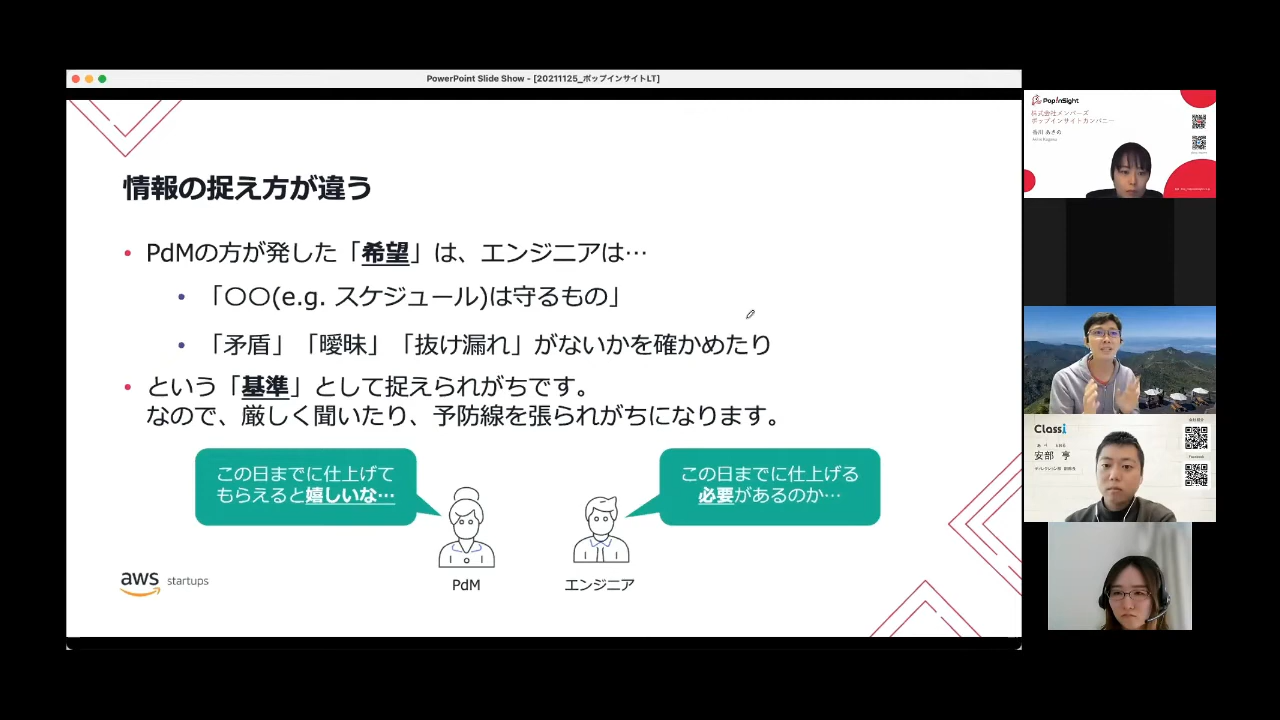 PowerPoint Slide Show - [20211125_ポップインサイトLT]
情報の捉え方が違う
• PdMの方が発した「希望」は、エンジニアは…
• 「〇〇(e.g. スケジュール)は守るもの」
• 「矛盾」「曖昧」「抜け漏れ」がないかを確かめたり
• という「基準」として捉えられがちです。
なので、厳しく聞いたり、予防線を張られがちになります。
この日までに仕上げて
もらえると嬉しいな…
この日までに仕上げる
必要があるのか…
PdM
エンジニア
aws startups
PopInsight
株式会社メンバーズ
ポップインサイトカンパニー
Classi
安部 亨
Facebook